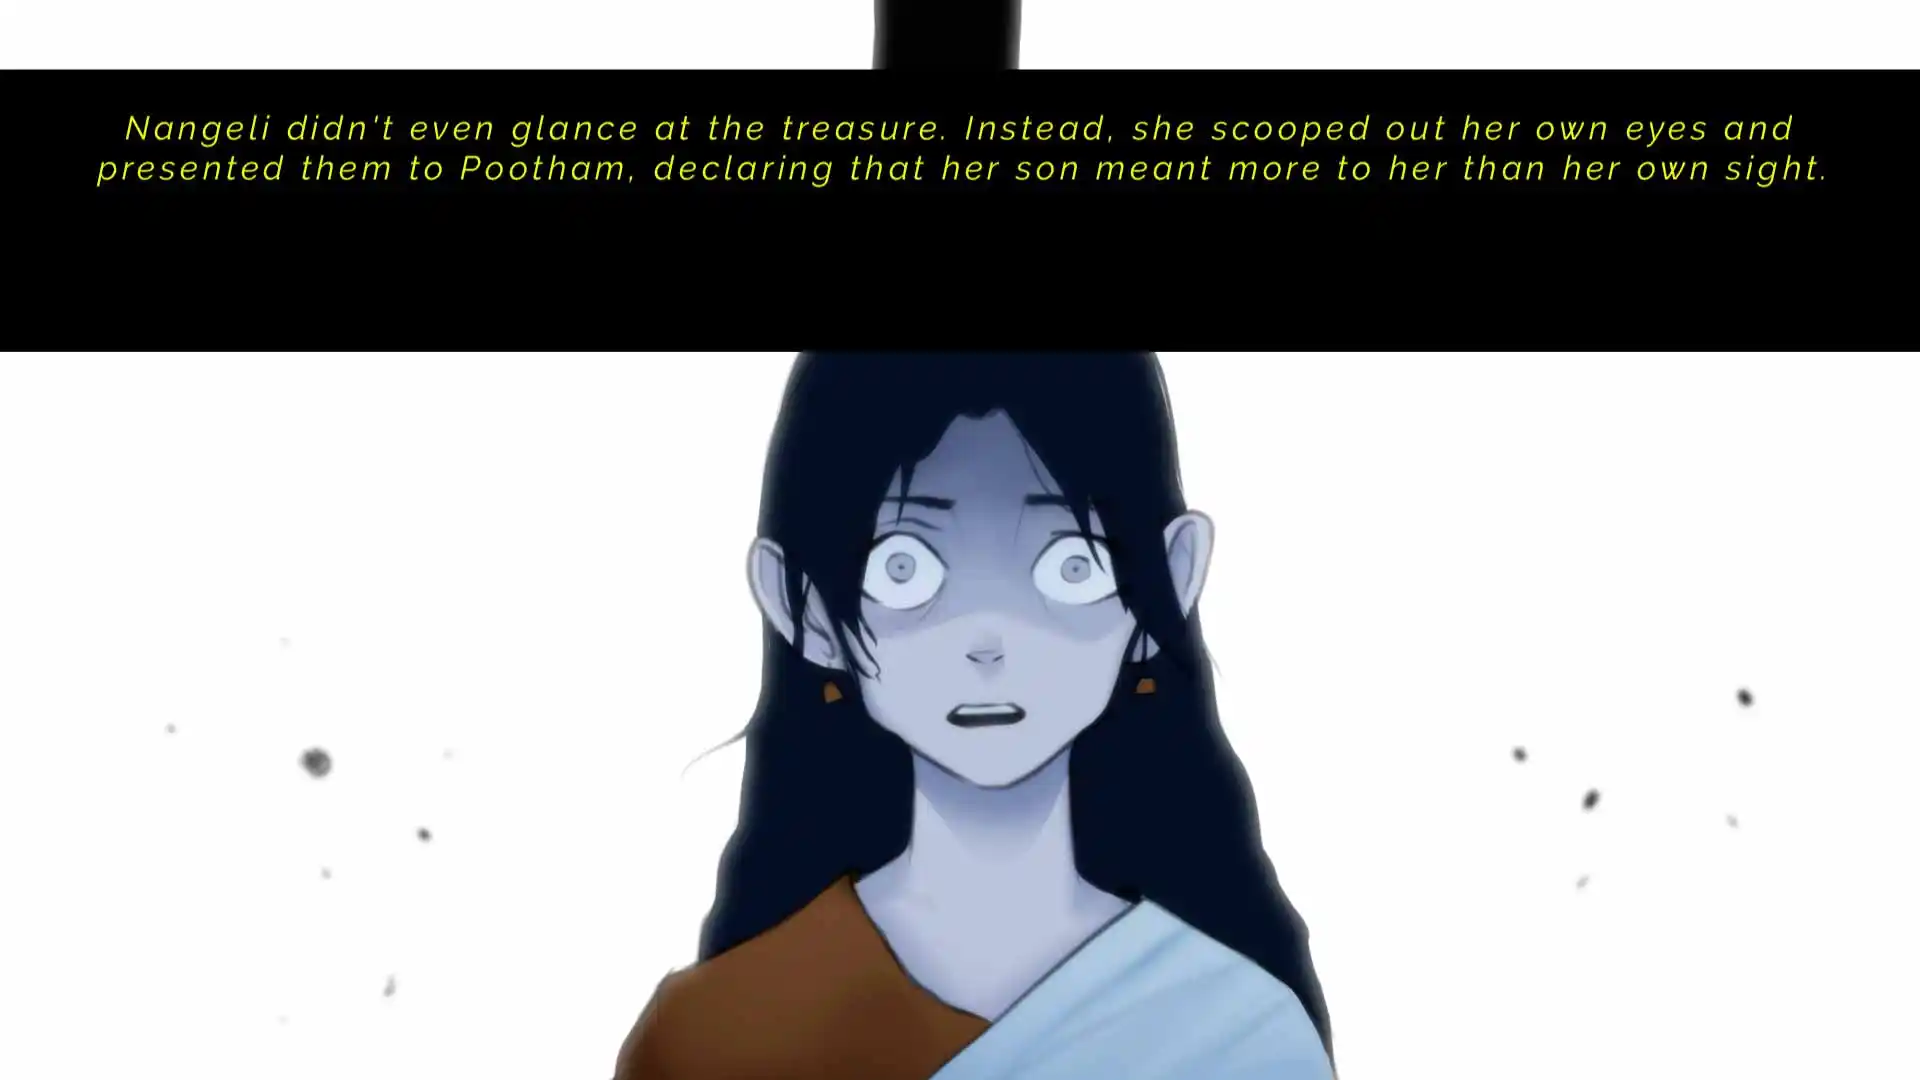 Nangeli didn't even glance at the treasure. Instead, she scooped out her own eyes and
presented them to Pootham, declaring that her son meant more to her than her own sight.